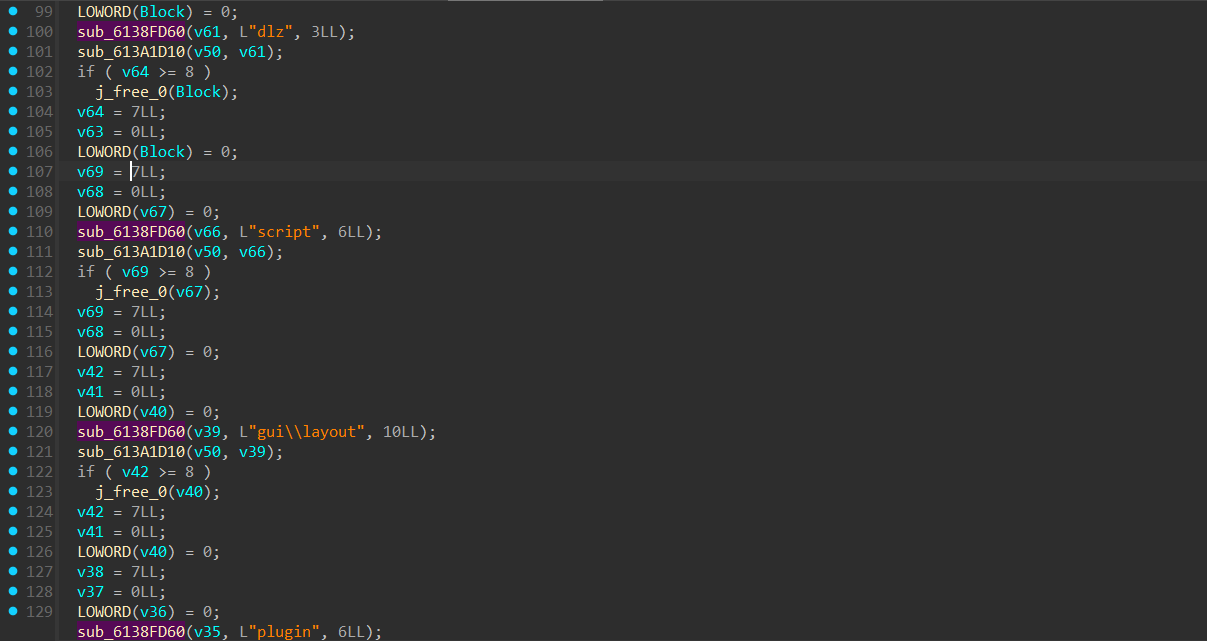 99 LOWORD(Block) = 0;
100 sub_6138FD60(v61, L"dlz", 3LL);
101 sub_613A1D10(v50, v61);
102 if ( v64 >= 8 )
103 j_free_0(Block);
104 v64 = 7LL;
105 v63 = 0LL;
106 LOWORD(Block) = 0;
107 v69 = 7LL;
108 v68 = 0LL;
109 LOWORD(v67) = 0;
110 sub_6138FD60(v66, L"script", 6LL);
111 sub_613A1D10(v50, v66);
112 if ( v69 >= 8 )
113 j_free_0(v67);
114 v69 = 7LL;
115 v68 = 0LL;
116 LOWORD(v67) = 0;
117 v42 = 7LL;
118 v41 = 0LL;
119 LOWORD(v40) = 0;
120 sub_6138FD60(v39, L"gui\\layout", 10LL);
121 sub_613A1D10(v50, v39);
122 if ( v42 >= 8 )
123 j_free_0(v40);
124 v42 = 7LL;
125 v41 = 0LL;
126 LOWORD(v40) = 0;
127 v38 = 7LL;
128 v37 = 0LL;
129 LOWORD(v36) = 0;
sub_6138FD60(v35, L"plugin", 6LL);